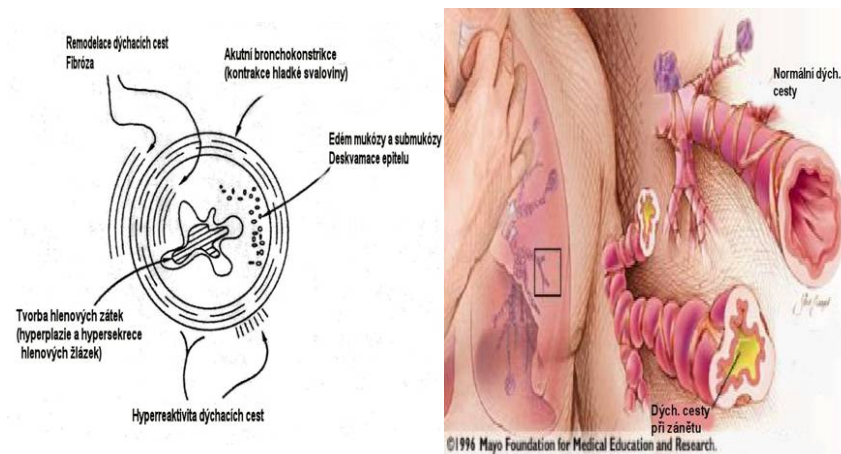 Remodelace dýchacích cest
Fibróza
Akutní bronchokonstrikce
(kontrakce hladké svaloviny)
Edém mukózy a submukózy
Deskvamace epitelu
Tvorba hlenových zátek
(hyperplazie a hypersekrece
hlenových žlázek)
Hyperreaktivita dýchacích cest
Normální dých.
cesty
Dých. cesty
při zánětu
©1996 Mayo Foundation for Medical Education and Research.